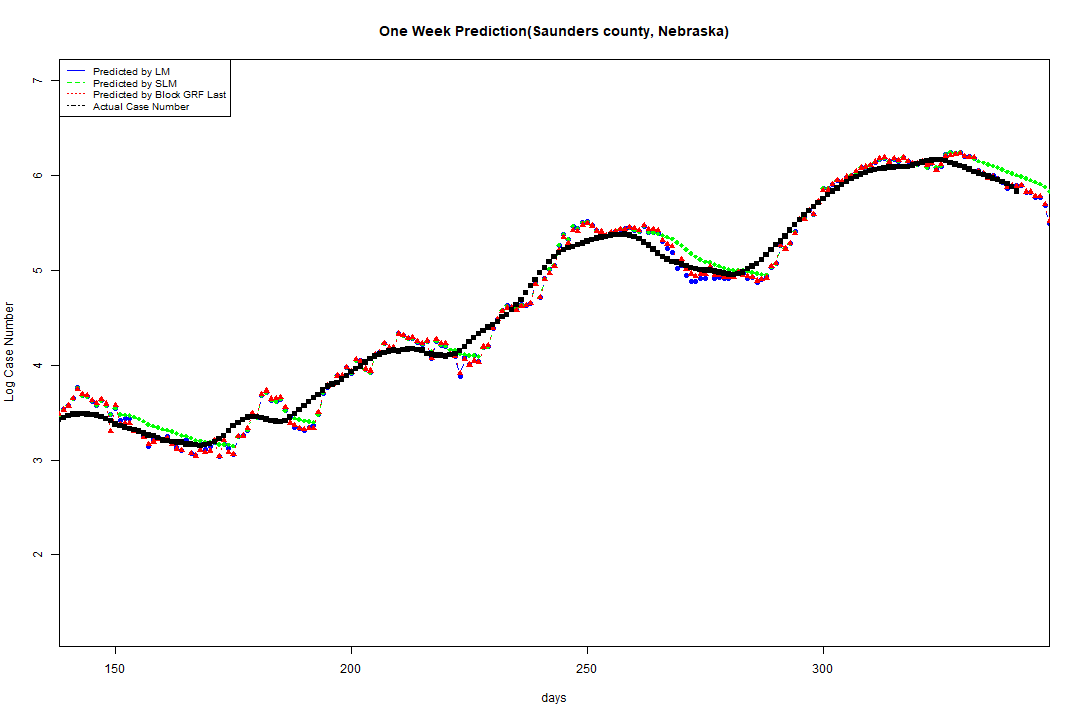 One Week Prediction(Saunders county, Nebraska)
Predicted by LM
Predicted by SLM
Predicted by Block GRF Last
Actual Case Number
7
6
5
4
3
2
Log Case Number
150
200
250
300
days